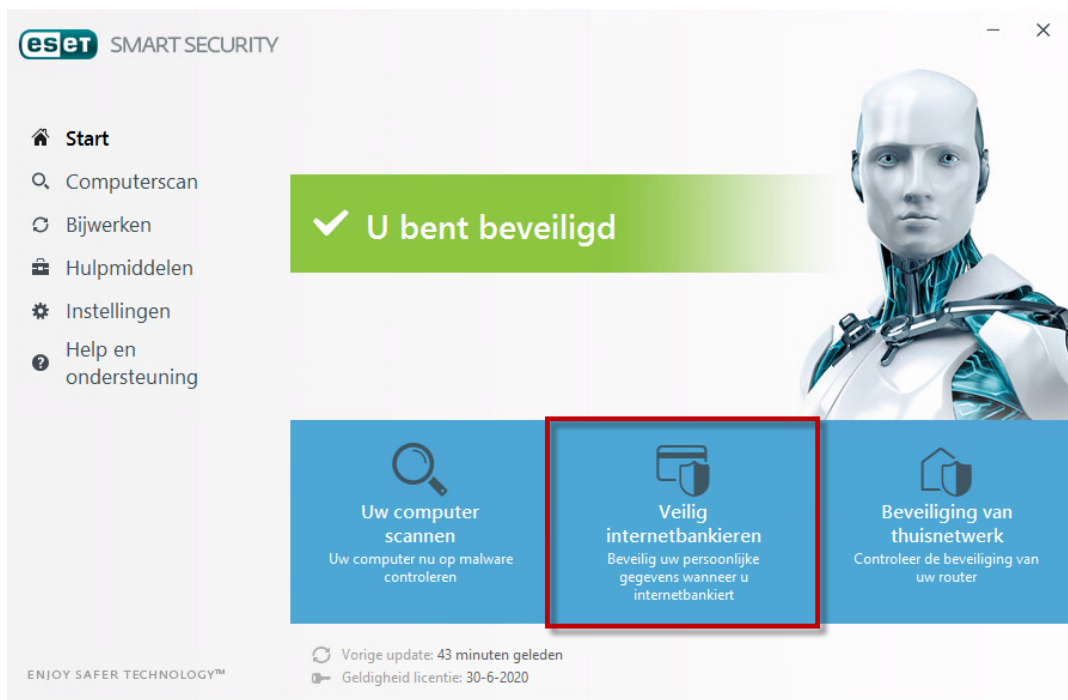 eset SMART SECURITY
Start
Computerscan
Bijwerken
Hulpmiddelen
Instellingen
Help en
ondersteuning
U bent beveiligd
Uw computer
scannen
Uw computer nu op malware
controleren
Veilig
internetbankieren
Beveilig uw persoonlijke
gegevens wanneer u
internetbankiert
Beveiliging van
thuisnetwerk
Controleer de beveiliging van
uw router
Vorige update: 43 minuten geleden
Geldigheid licentie: 30-6-2020
ENJOY SAFER TECHNOLOGY™